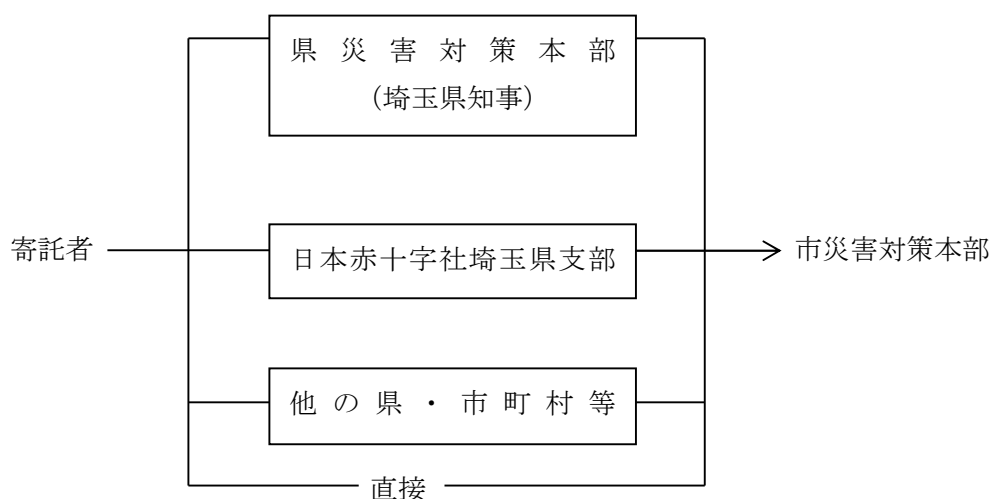 県災害対策本部
(埼玉県知事)
寄託者
日本赤十字社埼玉県支部
市災害対策本部
他の県・市町村等
直接